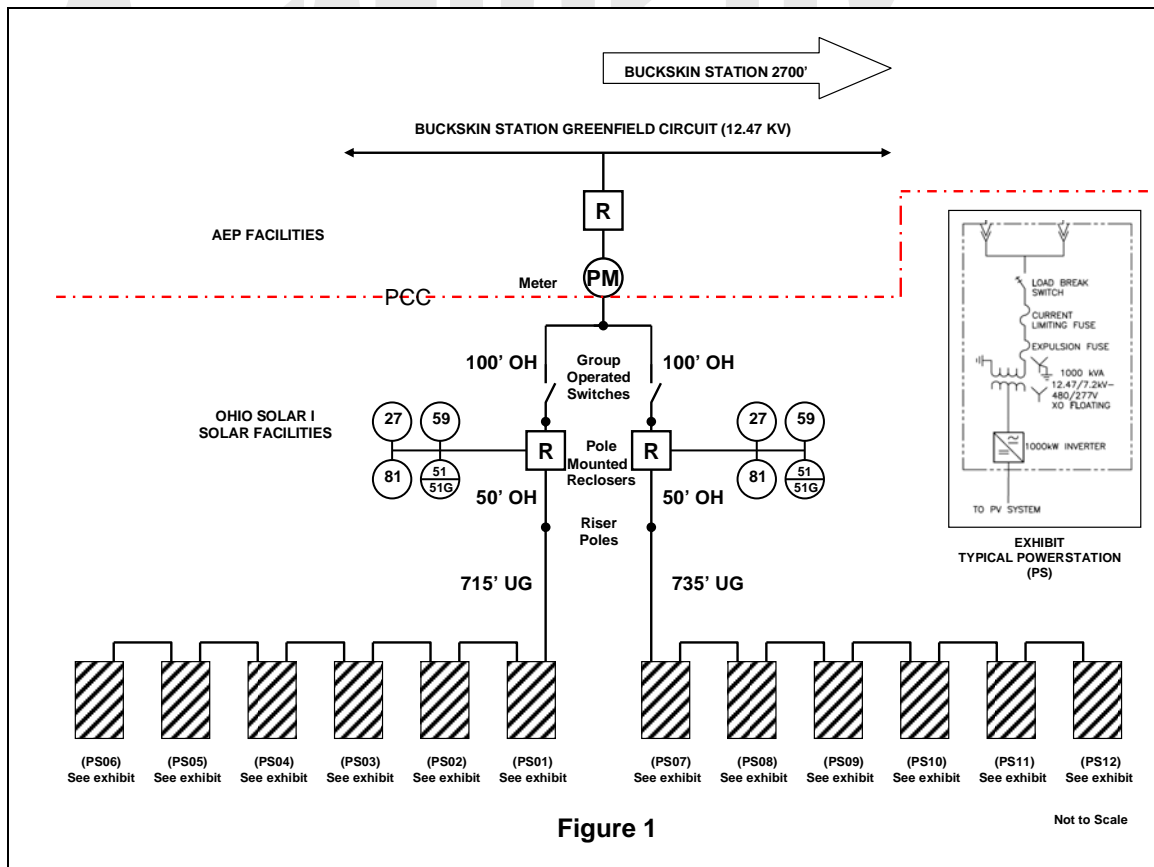 BUCKSKIN STATION 2700’
BUCKSKIN STATION GREENFIELD CIRCUIT (12.47 KV)
R
AEP FACILITIES
PM
Meter
PCC
100’ OH
Group
Operated
Switches
100’ OH
OHIO SOLAR I
SOLAR FACILITIES
27
59
81
51
51G
R
Pole
Mounted
Reclosers
R
27
59
81
51
51G
50’ OH
50’ OH
Riser
Poles
715’ UG
735’ UG
LOAD BREAK
SWITCH
CURRENT
LIMITING FUSE
EXPULSION FUSE
1000 kVA
12.47/7.2kV-
480/277V
XO FLOATING
1000kW INVERTER
TO PV SYSTEM
EXHIBIT
TYPICAL POWERSTATION
(PS)
(PS06)
See exhibit
(PS05)
See exhibit
(PS04)
See exhibit
(PS03)
See exhibit
(PS02)
See exhibit
(PS01)
See exhibit
(PS07)
See exhibit
(PS08)
See exhibit
(PS09)
See exhibit
(PS10)
See exhibit
(PS11)
See exhibit
(PS12)
See exhibit
Figure 1
Not to Scale